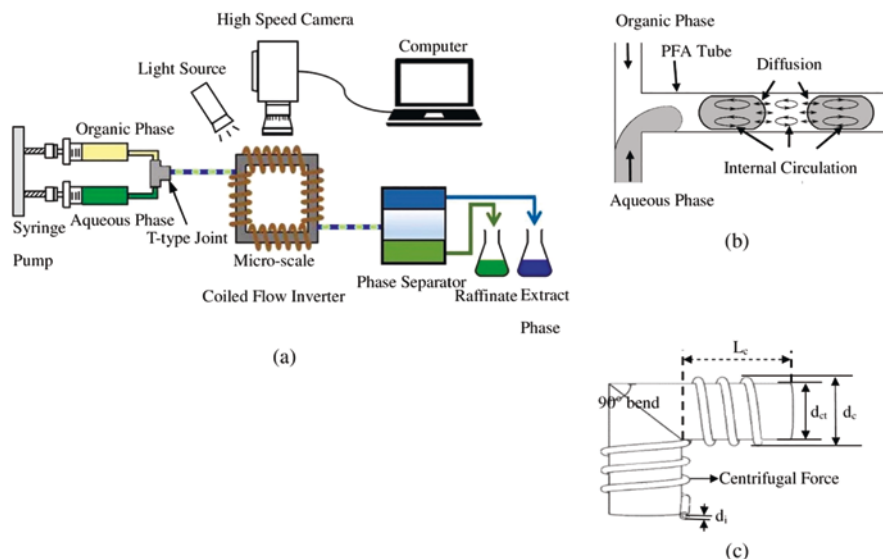 High Speed Camera
Light Source
Computer
Organic Phase
Aqueous Phase
Syringe
Pump
T-type Joint
Micro-scale
Coiled Flow Inverter
Phase Separator
Raffinate
Extract
Phase
(a)
Organic Phase
PFA Tube
Diffusion
Internal Circulation
Aqueous Phase
(b)
Lc
90° bend
dct
dc
Centrifugal Force
di
(c)